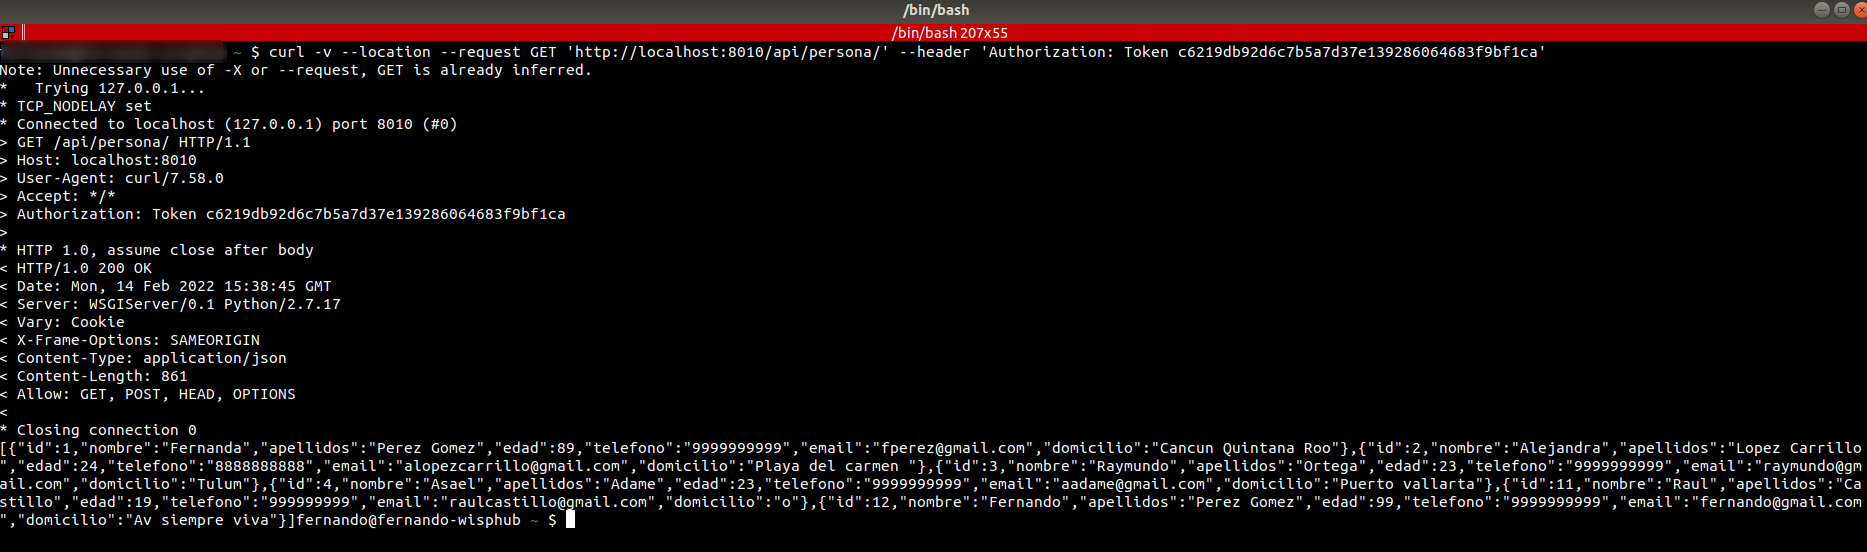 /bin/bash
/bin/bash 207x55
~ $ curl -v --location --request GET 'http://localhost:8010/api/persona/' --header 'Authorization: Token c6219db92d6c7b5a7d37e139286064683f9bf1ca'
Note: Unnecessary use of -X or --request, GET is already inferred.
*   Trying 127.0.0.1...
* TCP_NODELAY set
* Connected to localhost (127.0.0.1) port 8010 (#0)
> GET /api/persona/ HTTP/1.1
> Host: localhost:8010
> User-Agent: curl/7.58.0
> Accept: */*
> Authorization: Token c6219db92d6c7b5a7d37e139286064683f9bf1ca
>
* HTTP 1.0, assume close after body
< HTTP/1.0 200 OK
< Date: Mon, 14 Feb 2022 15:38:45 GMT
< Server: WSGIServer/0.1 Python/2.7.17
< Vary: Cookie
< X-Frame-Options: SAMEORIGIN
< Content-Type: application/json
< Content-Length: 861
< Allow: GET, POST, HEAD, OPTIONS
<
* Closing connection 0
[{"id":1,"nombre":"Fernanda","apellidos":"Perez Gomez","edad":89,"telefono":"9999999999","email":"fperez@gmail.com","domicilio":"Cancun Quintana Roo"},{"id":2,"nombre":"Alejandra","apellidos":"Lopez Carrillo
","edad":24,"telefono":"8888888888","email":"alopezcarrillo@gmail.com","domicilio":"Playa del carmen "},{"id":3,"nombre":"Raymundo","apellidos":"Ortega","edad":23,"telefono":"9999999999","email":"raymundo@gm
ail.com","domicilio":"Tulum"},{"id":4,"nombre":"Asael","apellidos":"Adame","edad":23,"telefono":"9999999999","email":"aadame@gmail.com","domicilio":"Puerto vallarta"},{"id":11,"nombre":"Raul","apellidos":"Ca
stillo","edad":19,"telefono":"999999999","email":"raulcastillo@gmail.com","domicilio":"o"},{"id":12,"nombre":"Fernando","apellidos":"Perez Gomez","edad":99,"telefono":"9999999999","email":"fernando@gmail.com
","domicilio":"Av siempre viva"}]fernando@fernando-wisphub ~ $